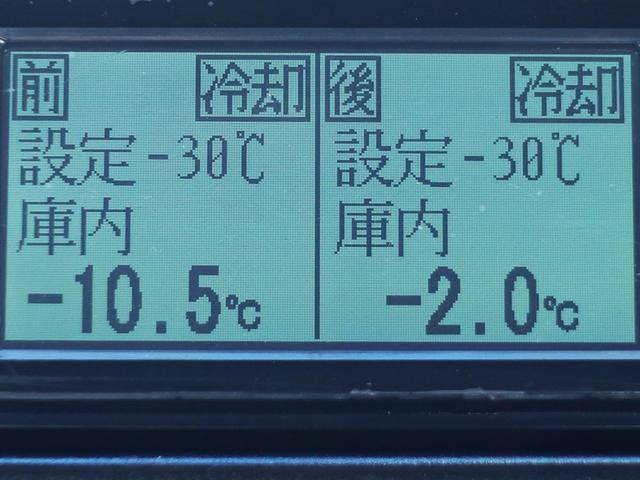 前 冷却
設定-30℃
庫内
-10.5℃
後 冷却
設定-30℃
庫内
-2.0℃